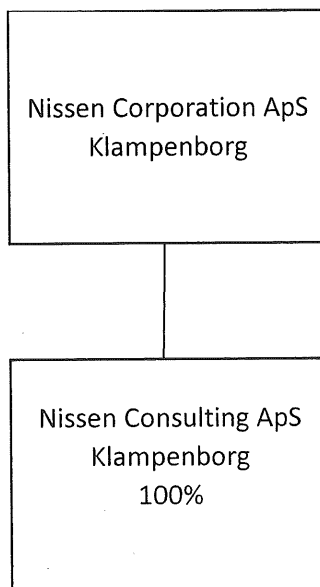 Nissen Corporation ApS
Klampenborg
Nissen Consulting ApS
Klampenborg
100%